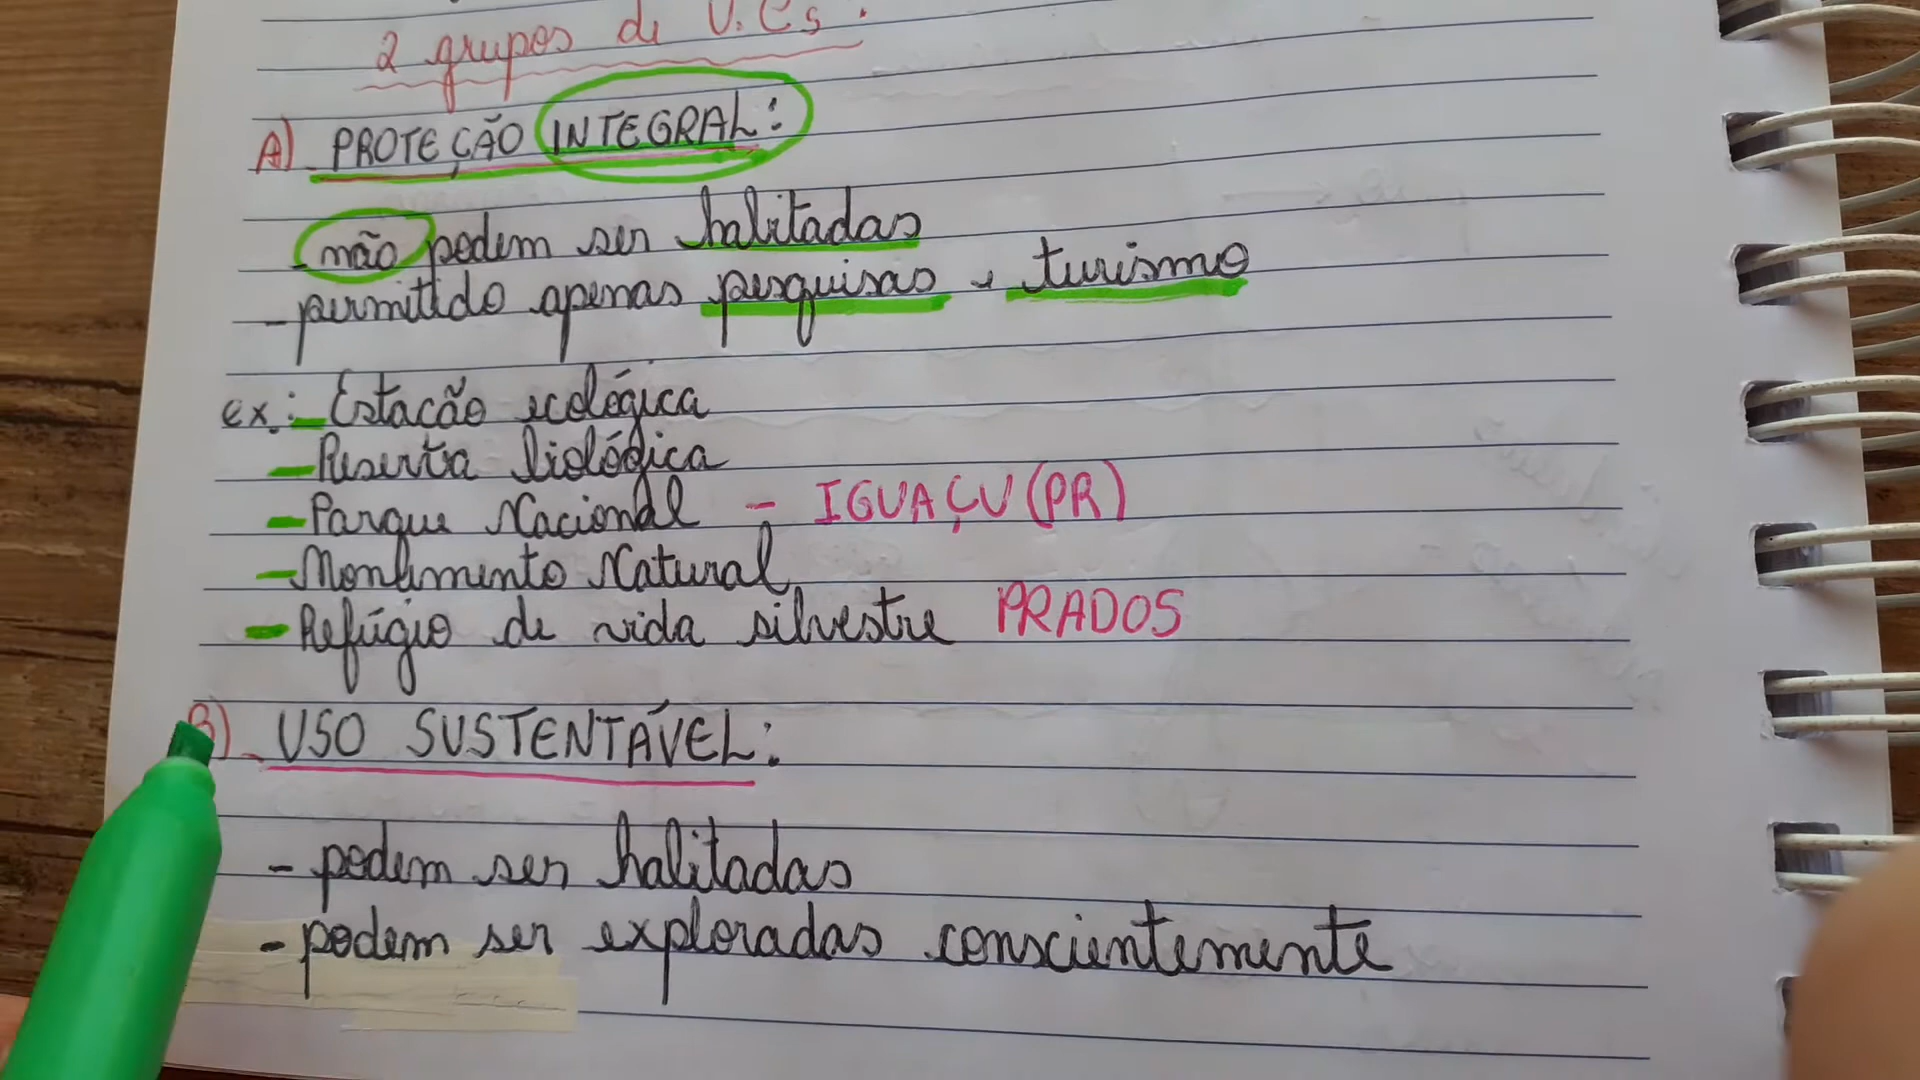 2 grupos de U.Cs:
A) PROTEÇÃO INTEGRAL:
- não podem ser habitadas
- permitido apenas pesquisas e turismo
ex.: - Estação ecológica
- Reserva biológica
- Parque Nacional - IGUAÇU (PR)
- Monumento Natural
- Refúgio de vida silvestre PRADOS
B) USO SUSTENTÁVEL:
- podem ser habitadas
- podem ser exploradas conscientemente